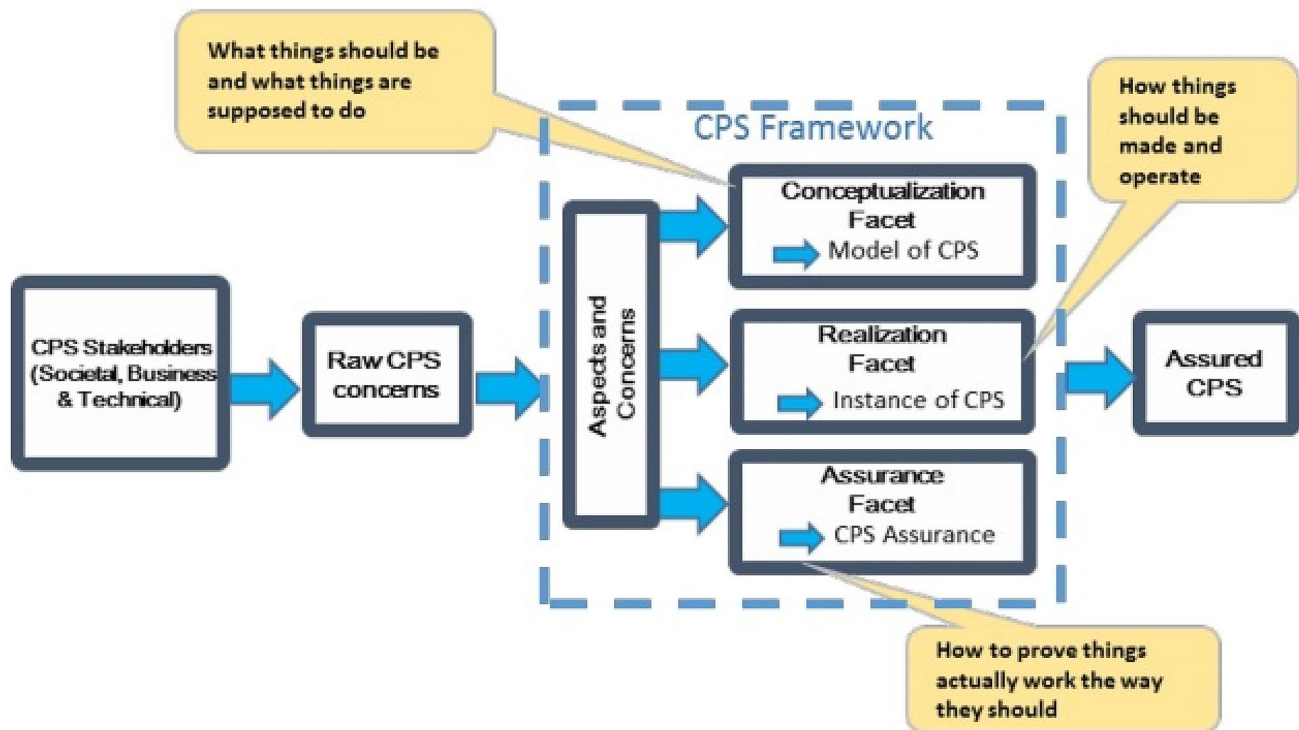 What things should be
and what things are
supposed to do
How things
should be
made and
operate
CPS Framework
Conceptualization
Facet
Model of CPS
CPS Stakeholders
(Societal, Business
& Technical)
Raw CPS
concerns
Aspects and
Concerns
Realization
Facet
Instance of CPS
Assured
CPS
Assurance
Facet
CPS Assurance
How to prove things
actually work the way
they should